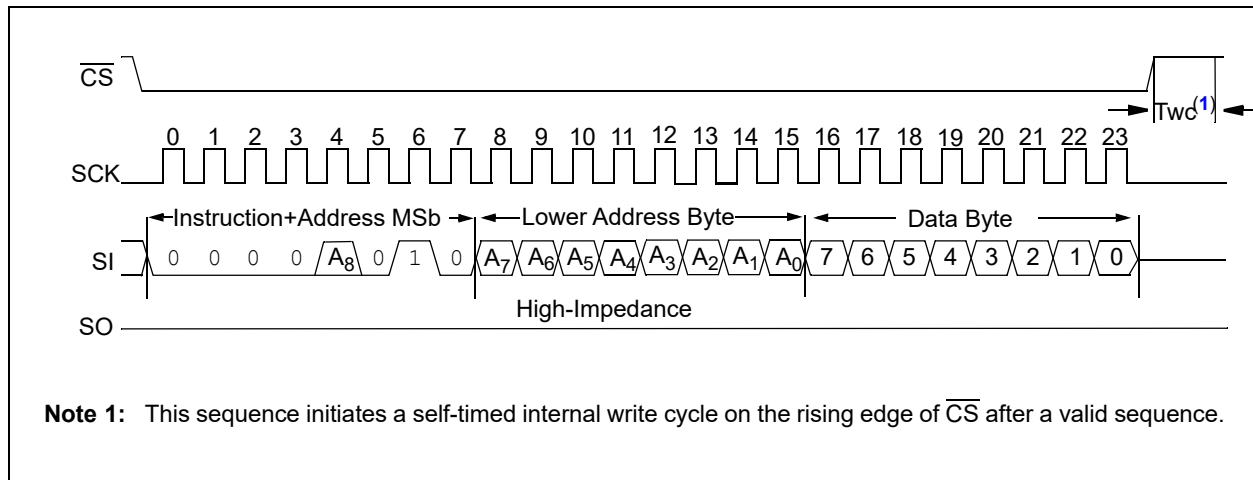 CS
Twc(1)
0 1 2 3 4 5 6 7 8 9 10 11 12 13 14 15 16 17 18 19 20 21 22 23
SCK
Instruction+Address MSb Lower Address Byte Data Byte
SI 0 0 0 0 A8 0 1 0 A7 A6 A5 A4 A3 A2 A1 A0 7 6 5 4 3 2 1 0
High-Impedance
SO
Note 1: This sequence initiates a self-timed internal write cycle on the rising edge of CS after a valid sequence.